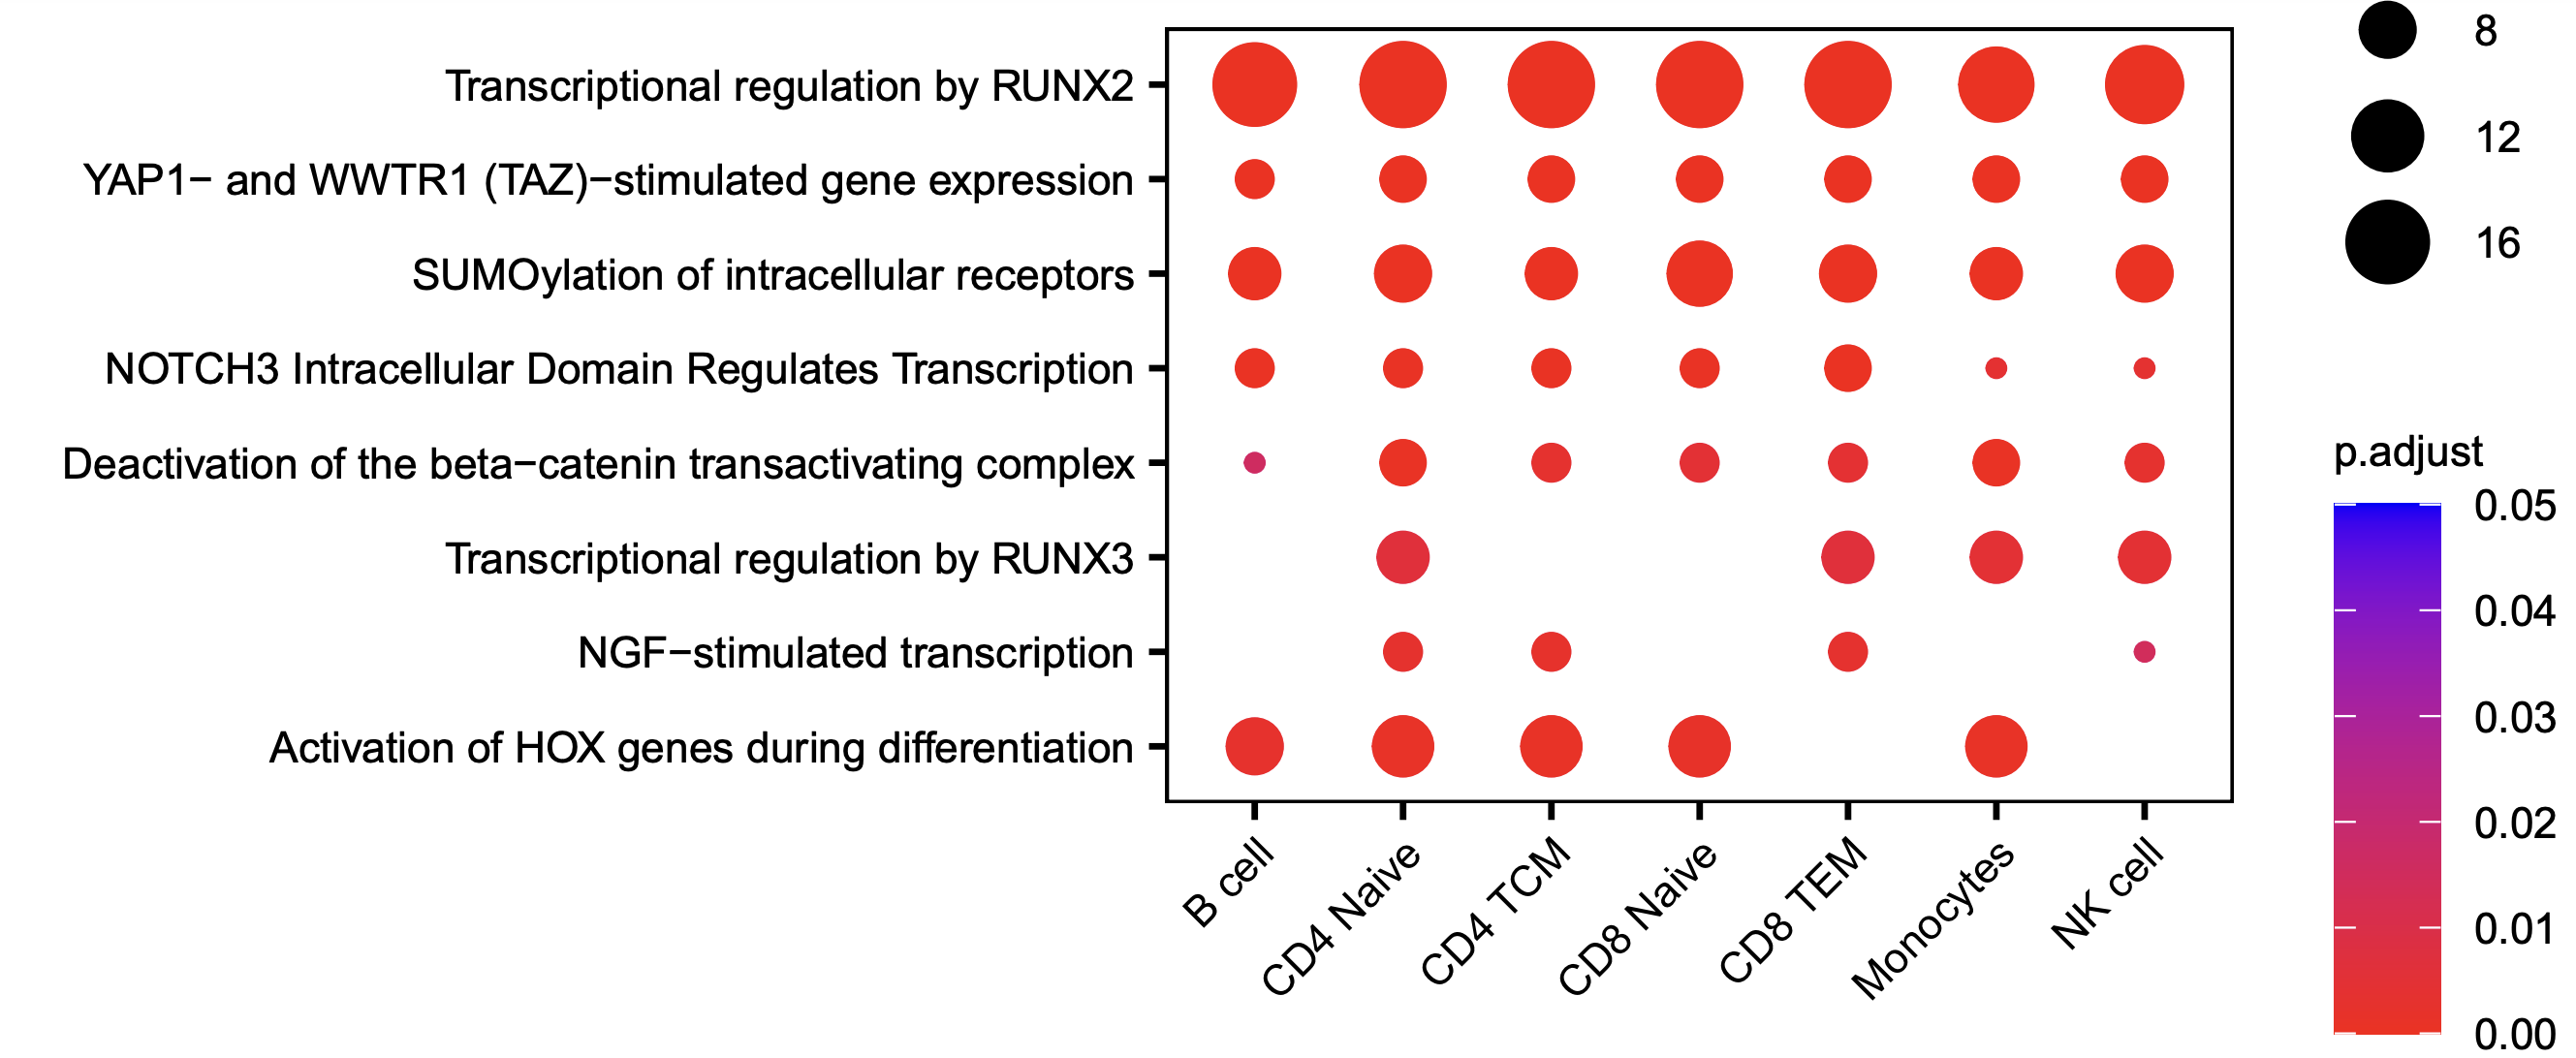 Transcriptional regulation by RUNX2
YAP1− and WWTR1 (TAZ)−stimulated gene expression
SUMOylation of intracellular receptors
NOTCH3 Intracellular Domain Regulates Transcription
Deactivation of the beta−catenin transactivating complex
Transcriptional regulation by RUNX3
NGF−stimulated transcription
Activation of HOX genes during differentiation
B cell
CD4 Naive
CD4 TCM
CD8 Naive
CD8 TEM
Monocytes
NK cell
8
12
16
p.adjust
0.05
0.04
0.03
0.02
0.01
0.00